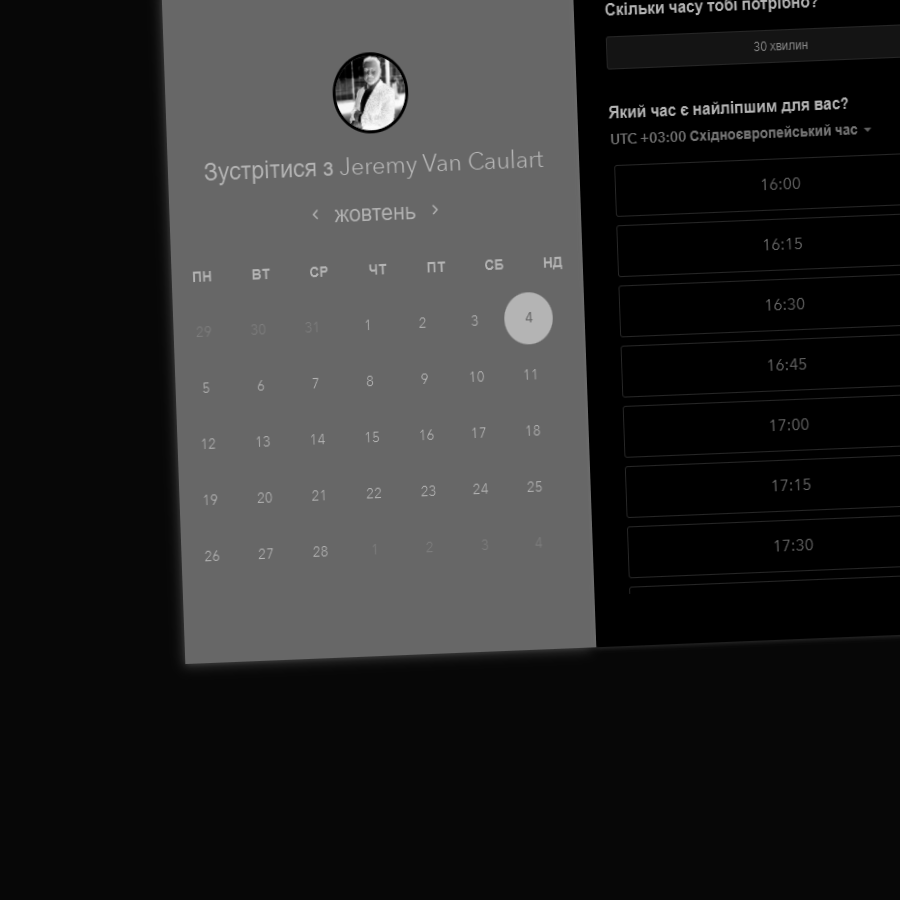 Зустрітися з Jeremy Van Caulart
жовтень
ПН ВТ СР ЧТ ПТ СБ НД
29 30 31 1 2 3 4
5 6 7 8 9 10 11
12 13 14 15 16 17 18
19 20 21 22 23 24 25
26 27 28 1 2 3 4
Скільки часу тобі потрібно?
30 хвилин
Який час є найліпшим для вас?
UTC +03:00 Східноєвропейський час
16:00
16:15
16:30
16:45
17:00
17:15
17:30